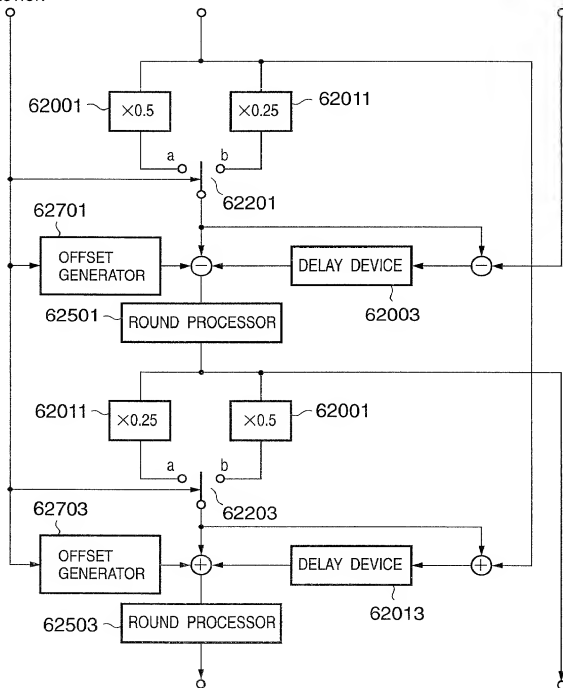 62001
×0.5
×0.25
62011
a
b
62201
62701
OFFSET
GENERATOR
−
DELAY DEVICE
−
62501
ROUND PROCESSOR
62003
62011
×0.25
×0.5
62001
a
b
62203
62703
OFFSET
GENERATOR
+
DELAY DEVICE
+
62503
ROUND PROCESSOR
62013